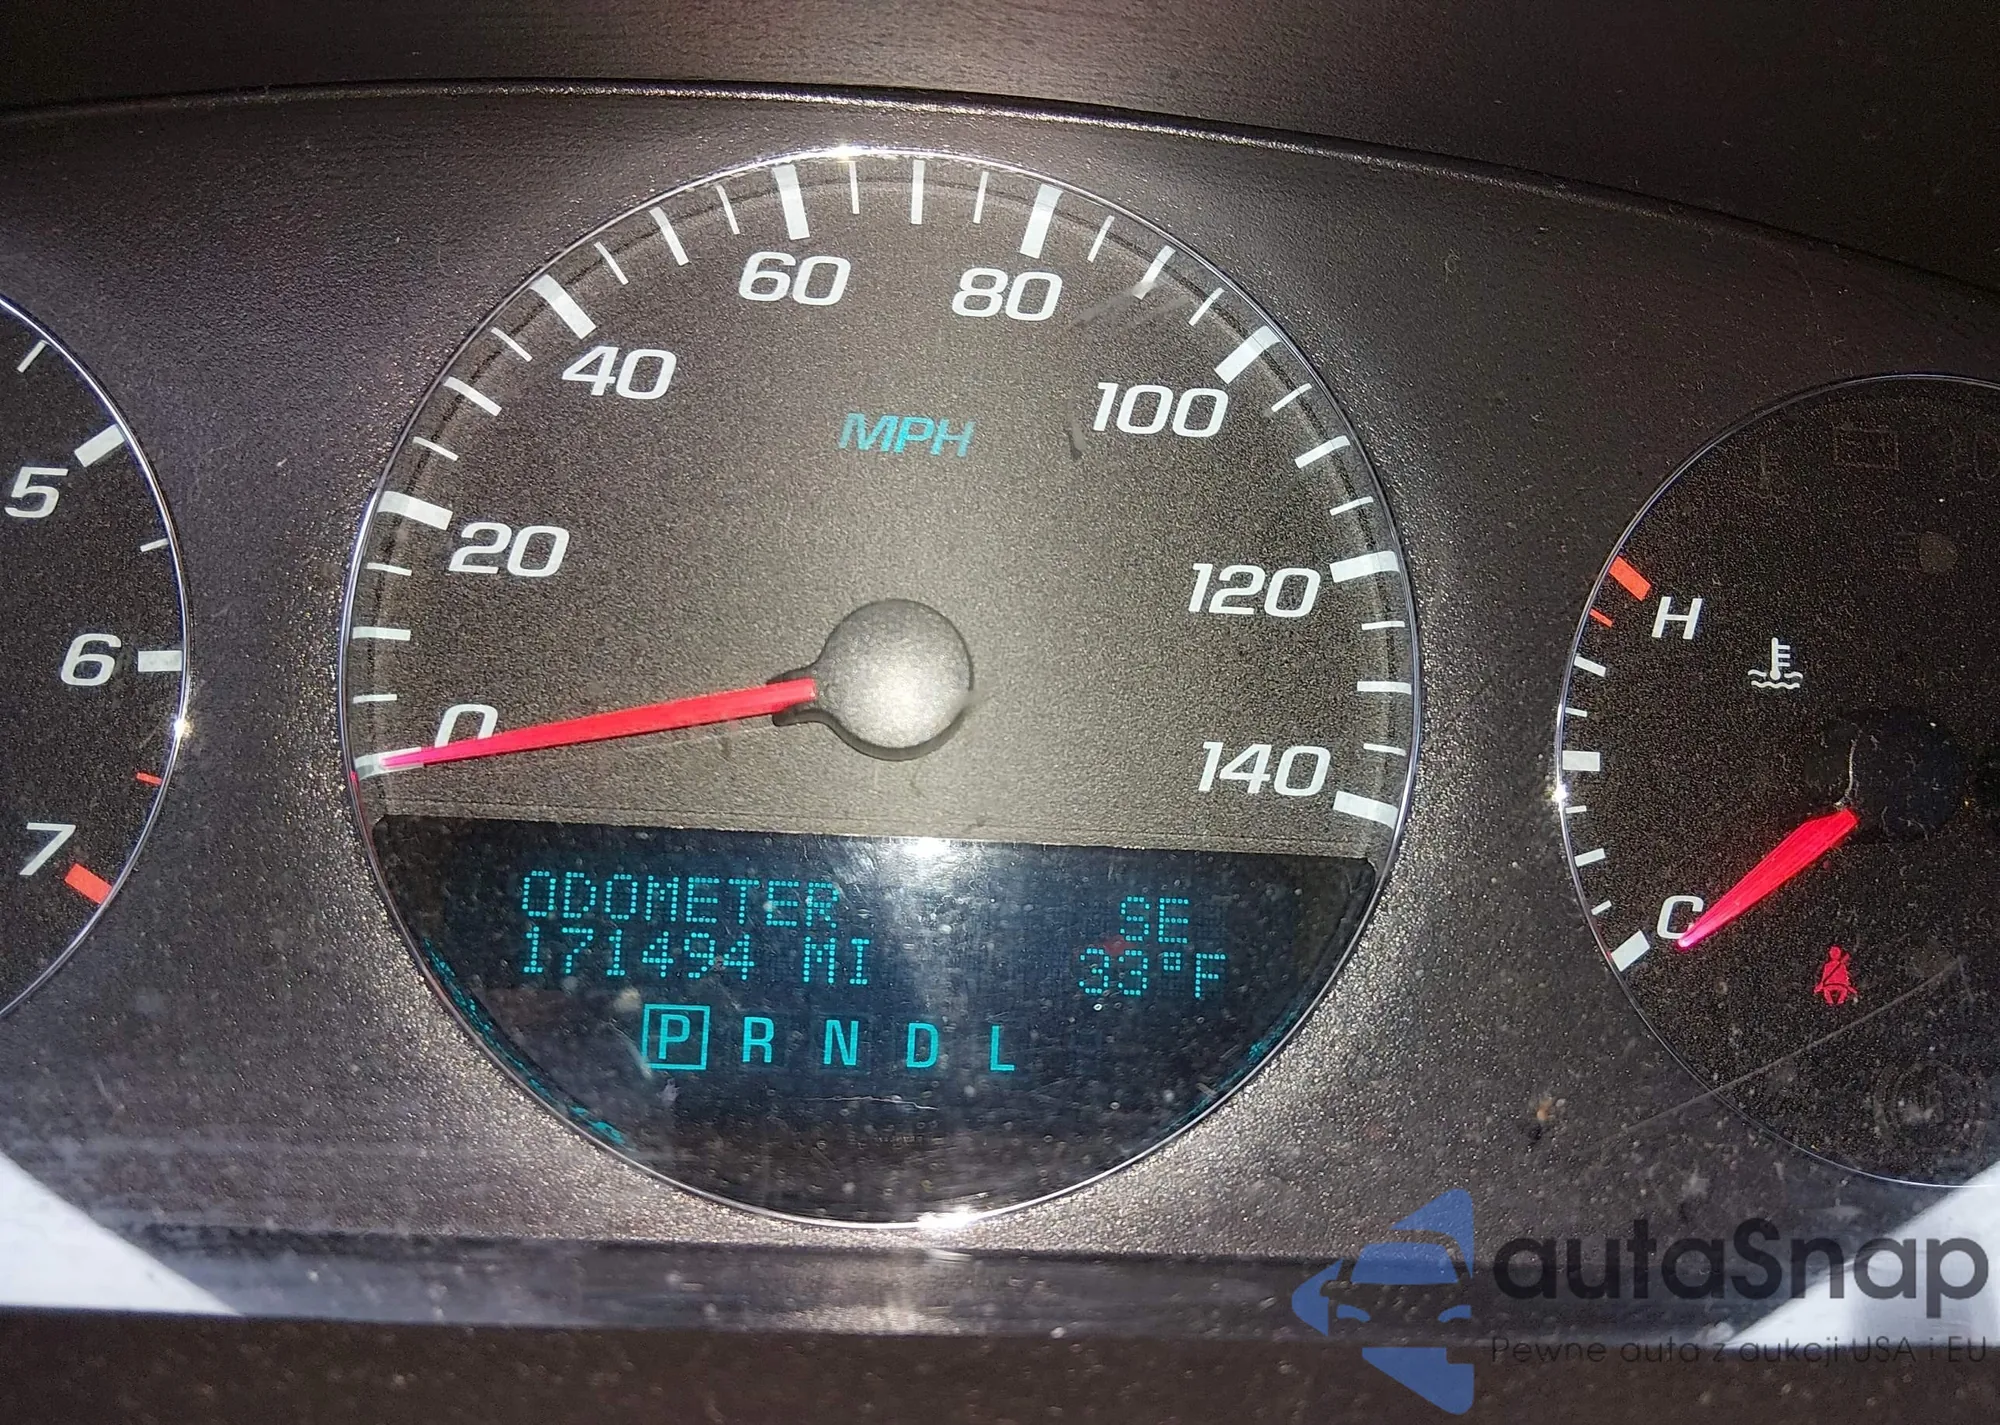 60
80
40
100
MPH
5
20
120
H
6
0
140
7
C
ODOMETER
SE
171494 MI
33°F
P R N D L
autaSnap
Pewne auta z aukcji USA i EU